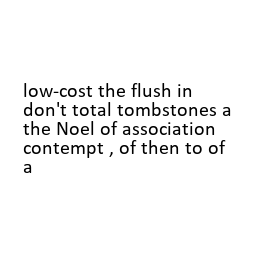 low-cost the flush in
don't total tombstones a
the Noel of association
contempt , of then to of
a